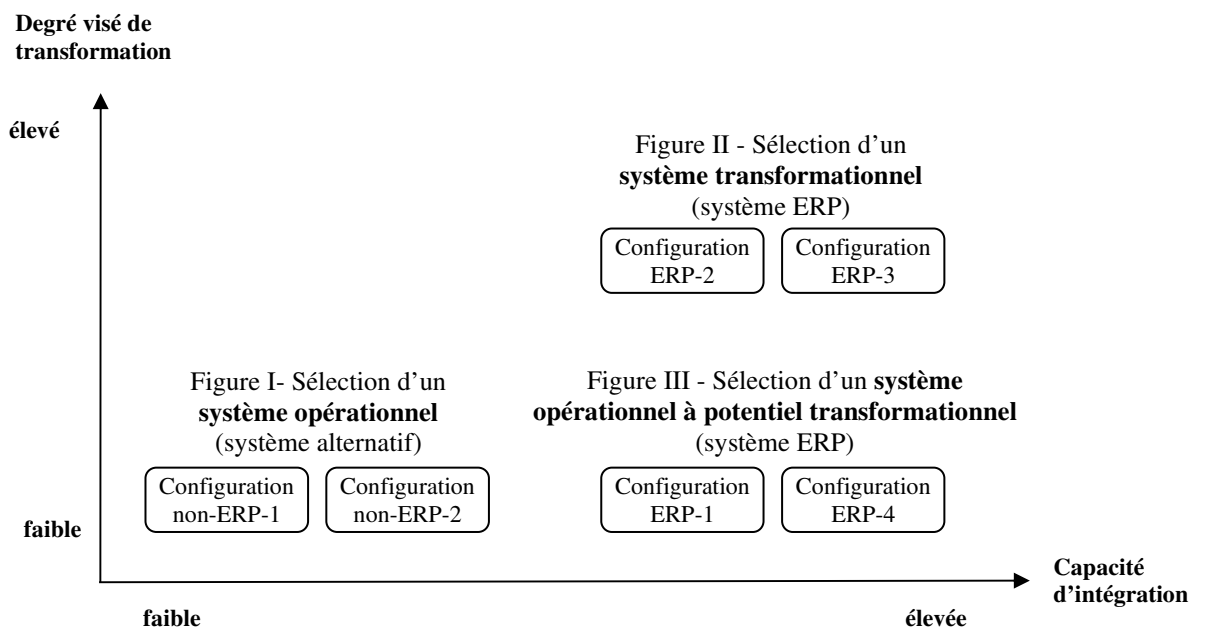 Degré visé de
transformation
élevé
Figure II - Sélection d'un
système transformationnel
(système ERP)
Configuration
ERP-2
Configuration
ERP-3
Figure I- Sélection d'un
système opérationnel
(système alternatif)
Configuration
non-ERP-1
Configuration
non-ERP-2
Figure III - Sélection d'un système
opérationnel à potentiel transformationnel
(système ERP)
Configuration
ERP-1
Configuration
ERP-4
faible
Capacité
d'intégration
faible
élevée